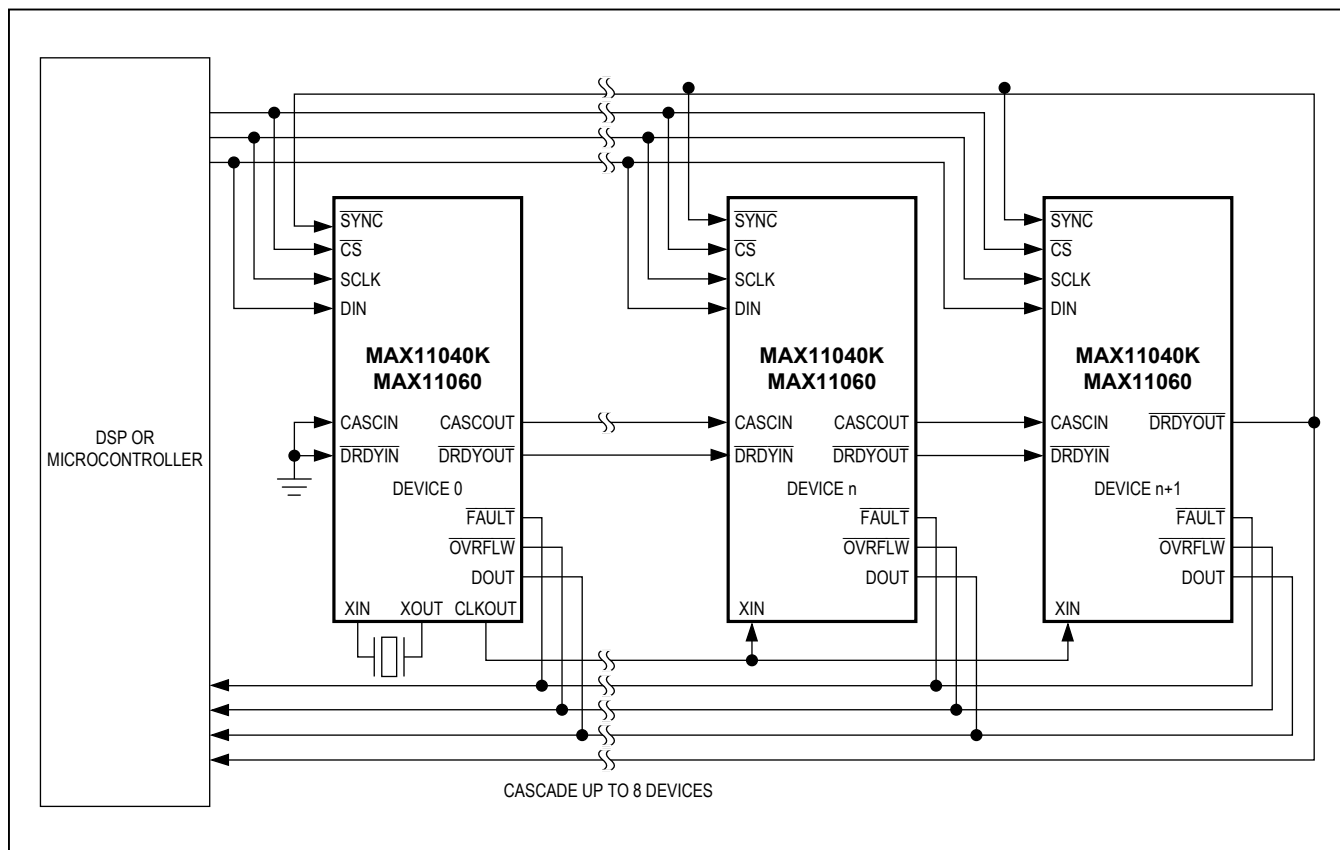 DSP OR
MICROCONTROLLER
SYNC
CS
SCLK
DIN
MAX11040K
MAX11060
CASCIN
CASCOUT
DRDYIN
DRDYOUT
DEVICE 0
FAULT
OVRFLW
DOUT
XIN
XOUT
CLKOUT
SYNC
CS
SCLK
DIN
MAX11040K
MAX11060
CASCIN
CASCOUT
DRDYIN
DRDYOUT
DEVICE n
FAULT
OVRFLW
DOUT
XIN
SYNC
CS
SCLK
DIN
MAX11040K
MAX11060
CASCIN
DRDYOUT
DRDYIN
DEVICE n+1
FAULT
OVRFLW
DOUT
XIN
CASCADE UP TO 8 DEVICES